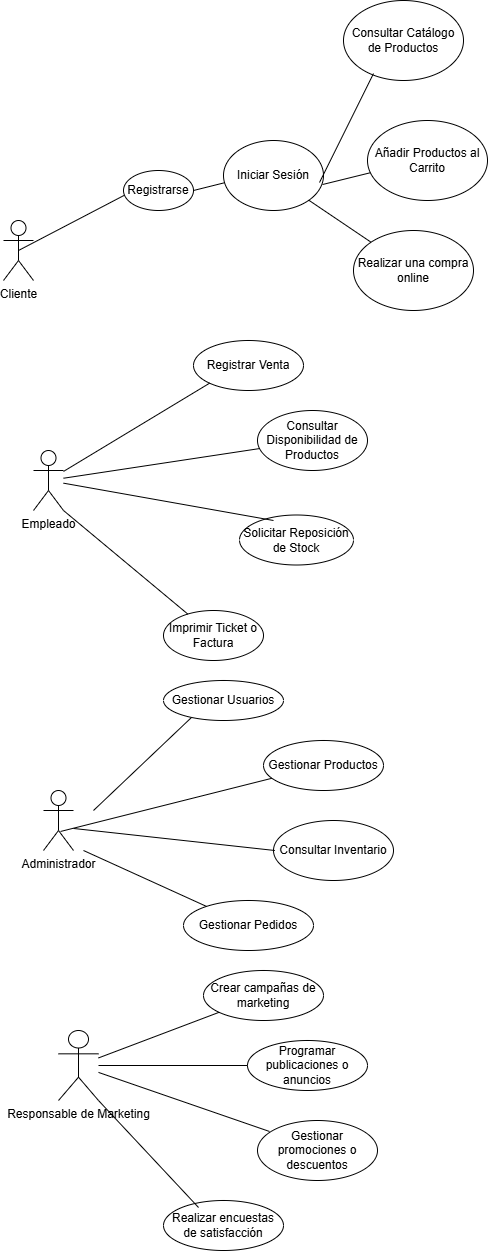 Consultar Catálogo
de Productos
Añadir Productos al
Carrito
Iniciar Sesión
Registrarse
Realizar una compra
online
Cliente
Registrar Venta
Consultar
Disponibilidad de
Productos
Empleado
Solicitar Reposición
de Stock
Imprimir Ticket o
Factura
Gestionar Usuarios
Gestionar Productos
Consultar Inventario
Administrador
Gestionar Pedidos
Crear campañas de
marketing
Programar
publicaciones o
anuncios
Responsable de Marketing
Gestionar
promociones o
descuentos
Realizar encuestas
de satisfacción